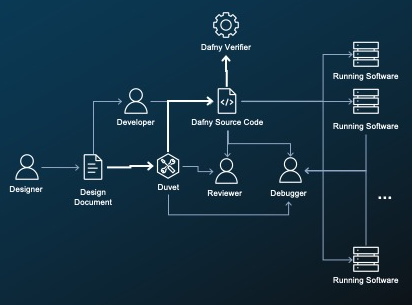 Dafny Verifier
Running Software
Developer
Dafny Source Code
Running Software
Designer
Design
Document
Duvet
Reviewer
Debugger
...
Running Software